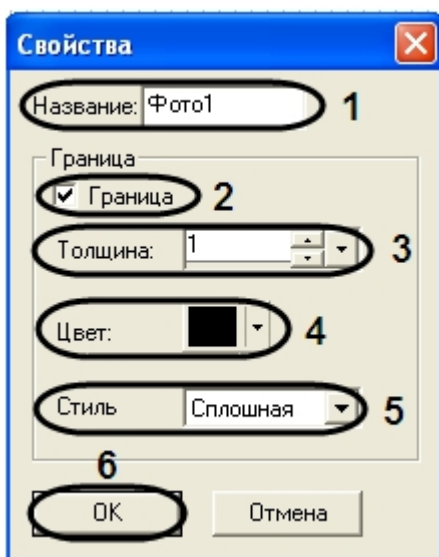 Свойства
Название: Фото1 1
Граница
Граница 2
Толщина: 1 3
Цвет: 4
Стиль Сплошная 5
6
OK Отмена